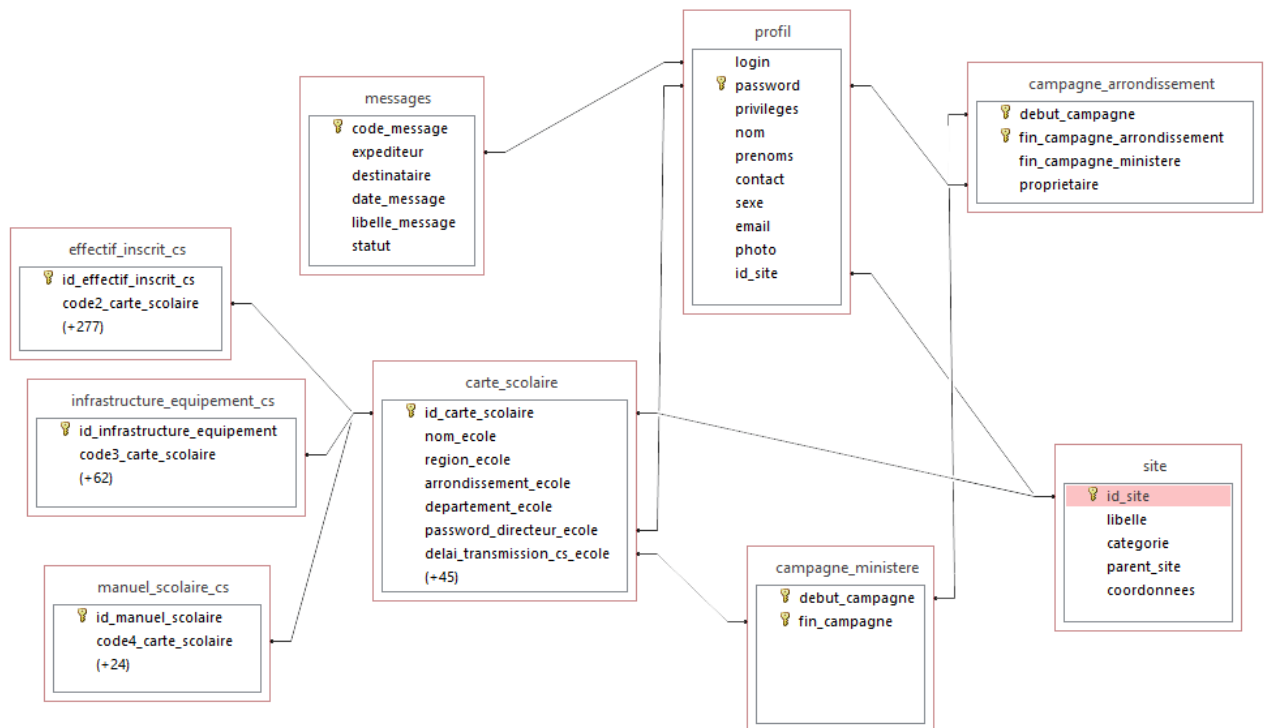 profil
login
password
privileges
nom
prenoms
contact
sexe
email
photo
id_site
campagne_arrondissement
debut_campagne
fin_campagne_arrondissement
fin_campagne_ministere
proprietaire
messages
code_message
expediteur
destinataire
date_message
libelle_message
statut
effectif_inscrit_cs
id_effectif_inscrit_cs
code2_carte_scolaire
(+277)
infrastructure_equipement_cs
id_infrastructure_equipement
code3_carte_scolaire
(+62)
carte_scolaire
id_carte_scolaire
nom_ecole
region_ecole
arrondissement_ecole
departement_ecole
password_directeur_ecole
delai_transmission_cs_ecole
(+45)
site
id_site
libelle
categorie
parent_site
coordonnees
manuel_scolaire_cs
id_manuel_scolaire
code4_carte_scolaire
(+24)
campagne_ministere
debut_campagne
fin_campagne